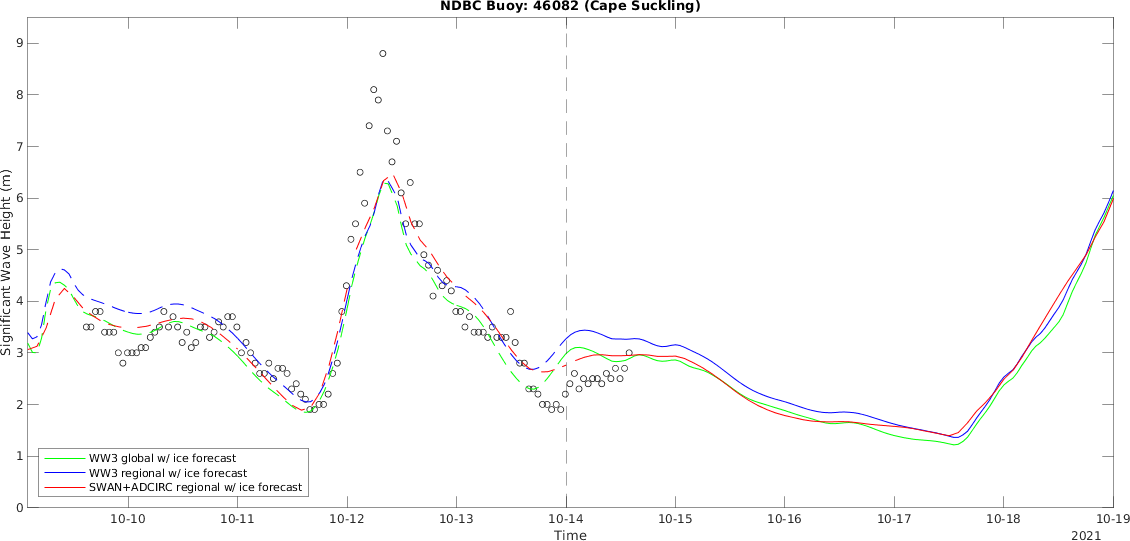 NDBC Buoy: 46082 (Cape Suckling)
Significant Wave Height (m)
9
8
7
6
5
4
3
2
1
0
WW3 global w/ ice forecast
WW3 regional w/ ice forecast
SWAN+ADCIRC regional w/ ice forecast
10-10 10-11 10-12 10-13 10-14 10-15 10-16 10-17 10-18 10-19
Time
2021